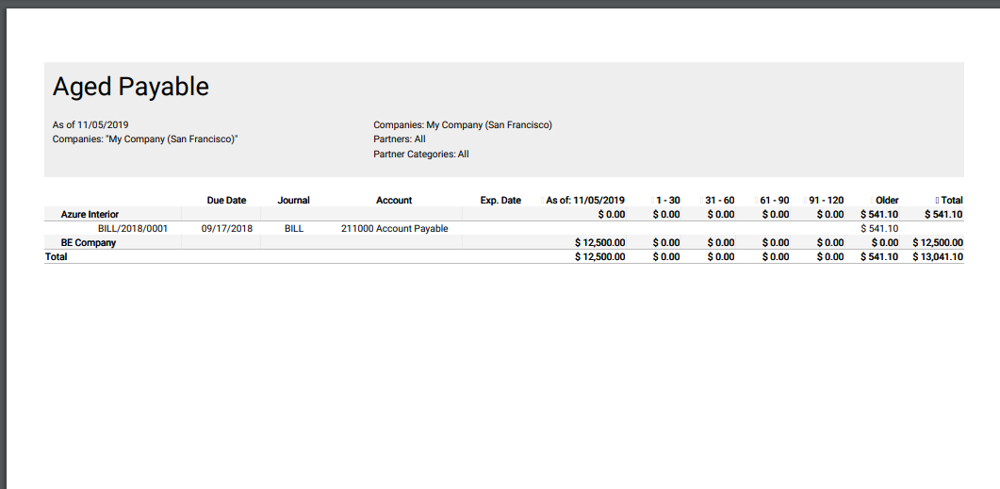 Aged Payable
As of 11/05/2019
Companies: "My Company (San Francisco)"
Companies: My Company (San Francisco)
Partners: All
Partner Categories: All
Due Date Journal Account Exp. Date As of: 11/05/2019 1 - 30 31 - 60 61 - 90 91 - 120 Older Total
Azure Interior $ 0.00 $ 0.00 $ 0.00 $ 0.00 $ 0.00 $ 541.10 $ 541.10
BILL/2018/0001 09/17/2018 BILL 211000 Account Payable $ 541.10
BE Company $ 12,500.00 $ 0.00 $ 0.00 $ 0.00 $ 0.00 $ 0.00 $ 12,500.00
Total $ 12,500.00 $ 0.00 $ 0.00 $ 0.00 $ 0.00 $ 541.10 $ 13,041.10